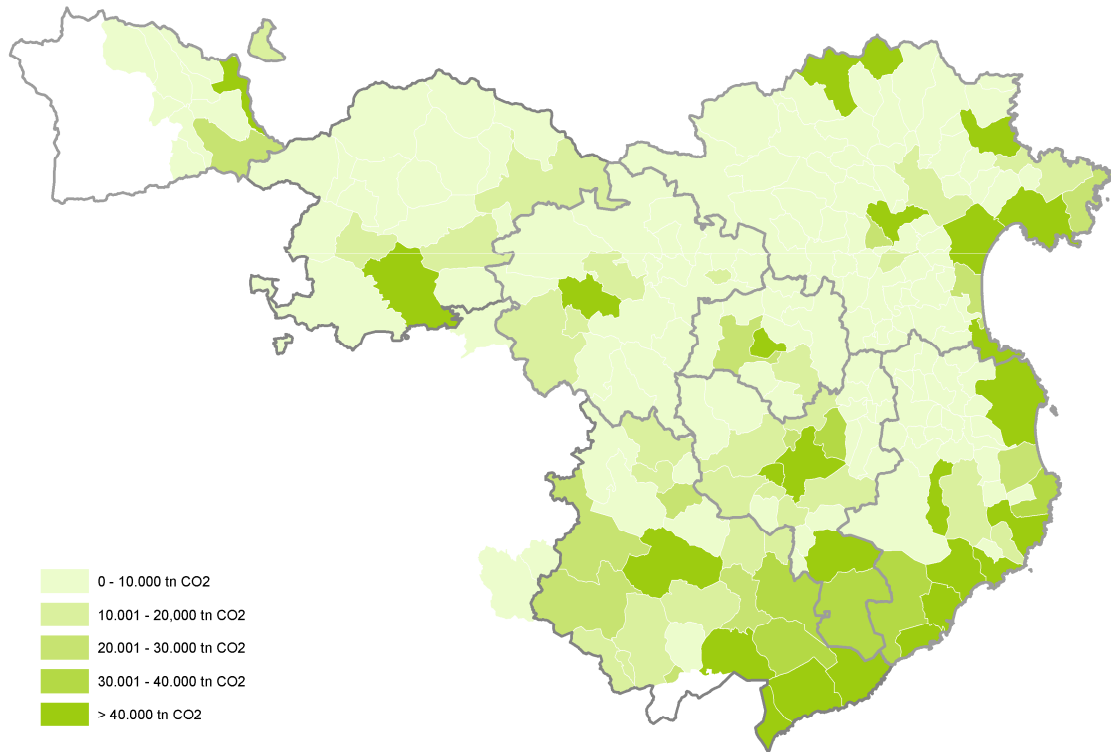 0 - 10.000 tn CO2
10.001 - 20,000 tn CO2
20.001 - 30.000 tn CO2
30.001 - 40.000 tn CO2
> 40.000 tn CO2